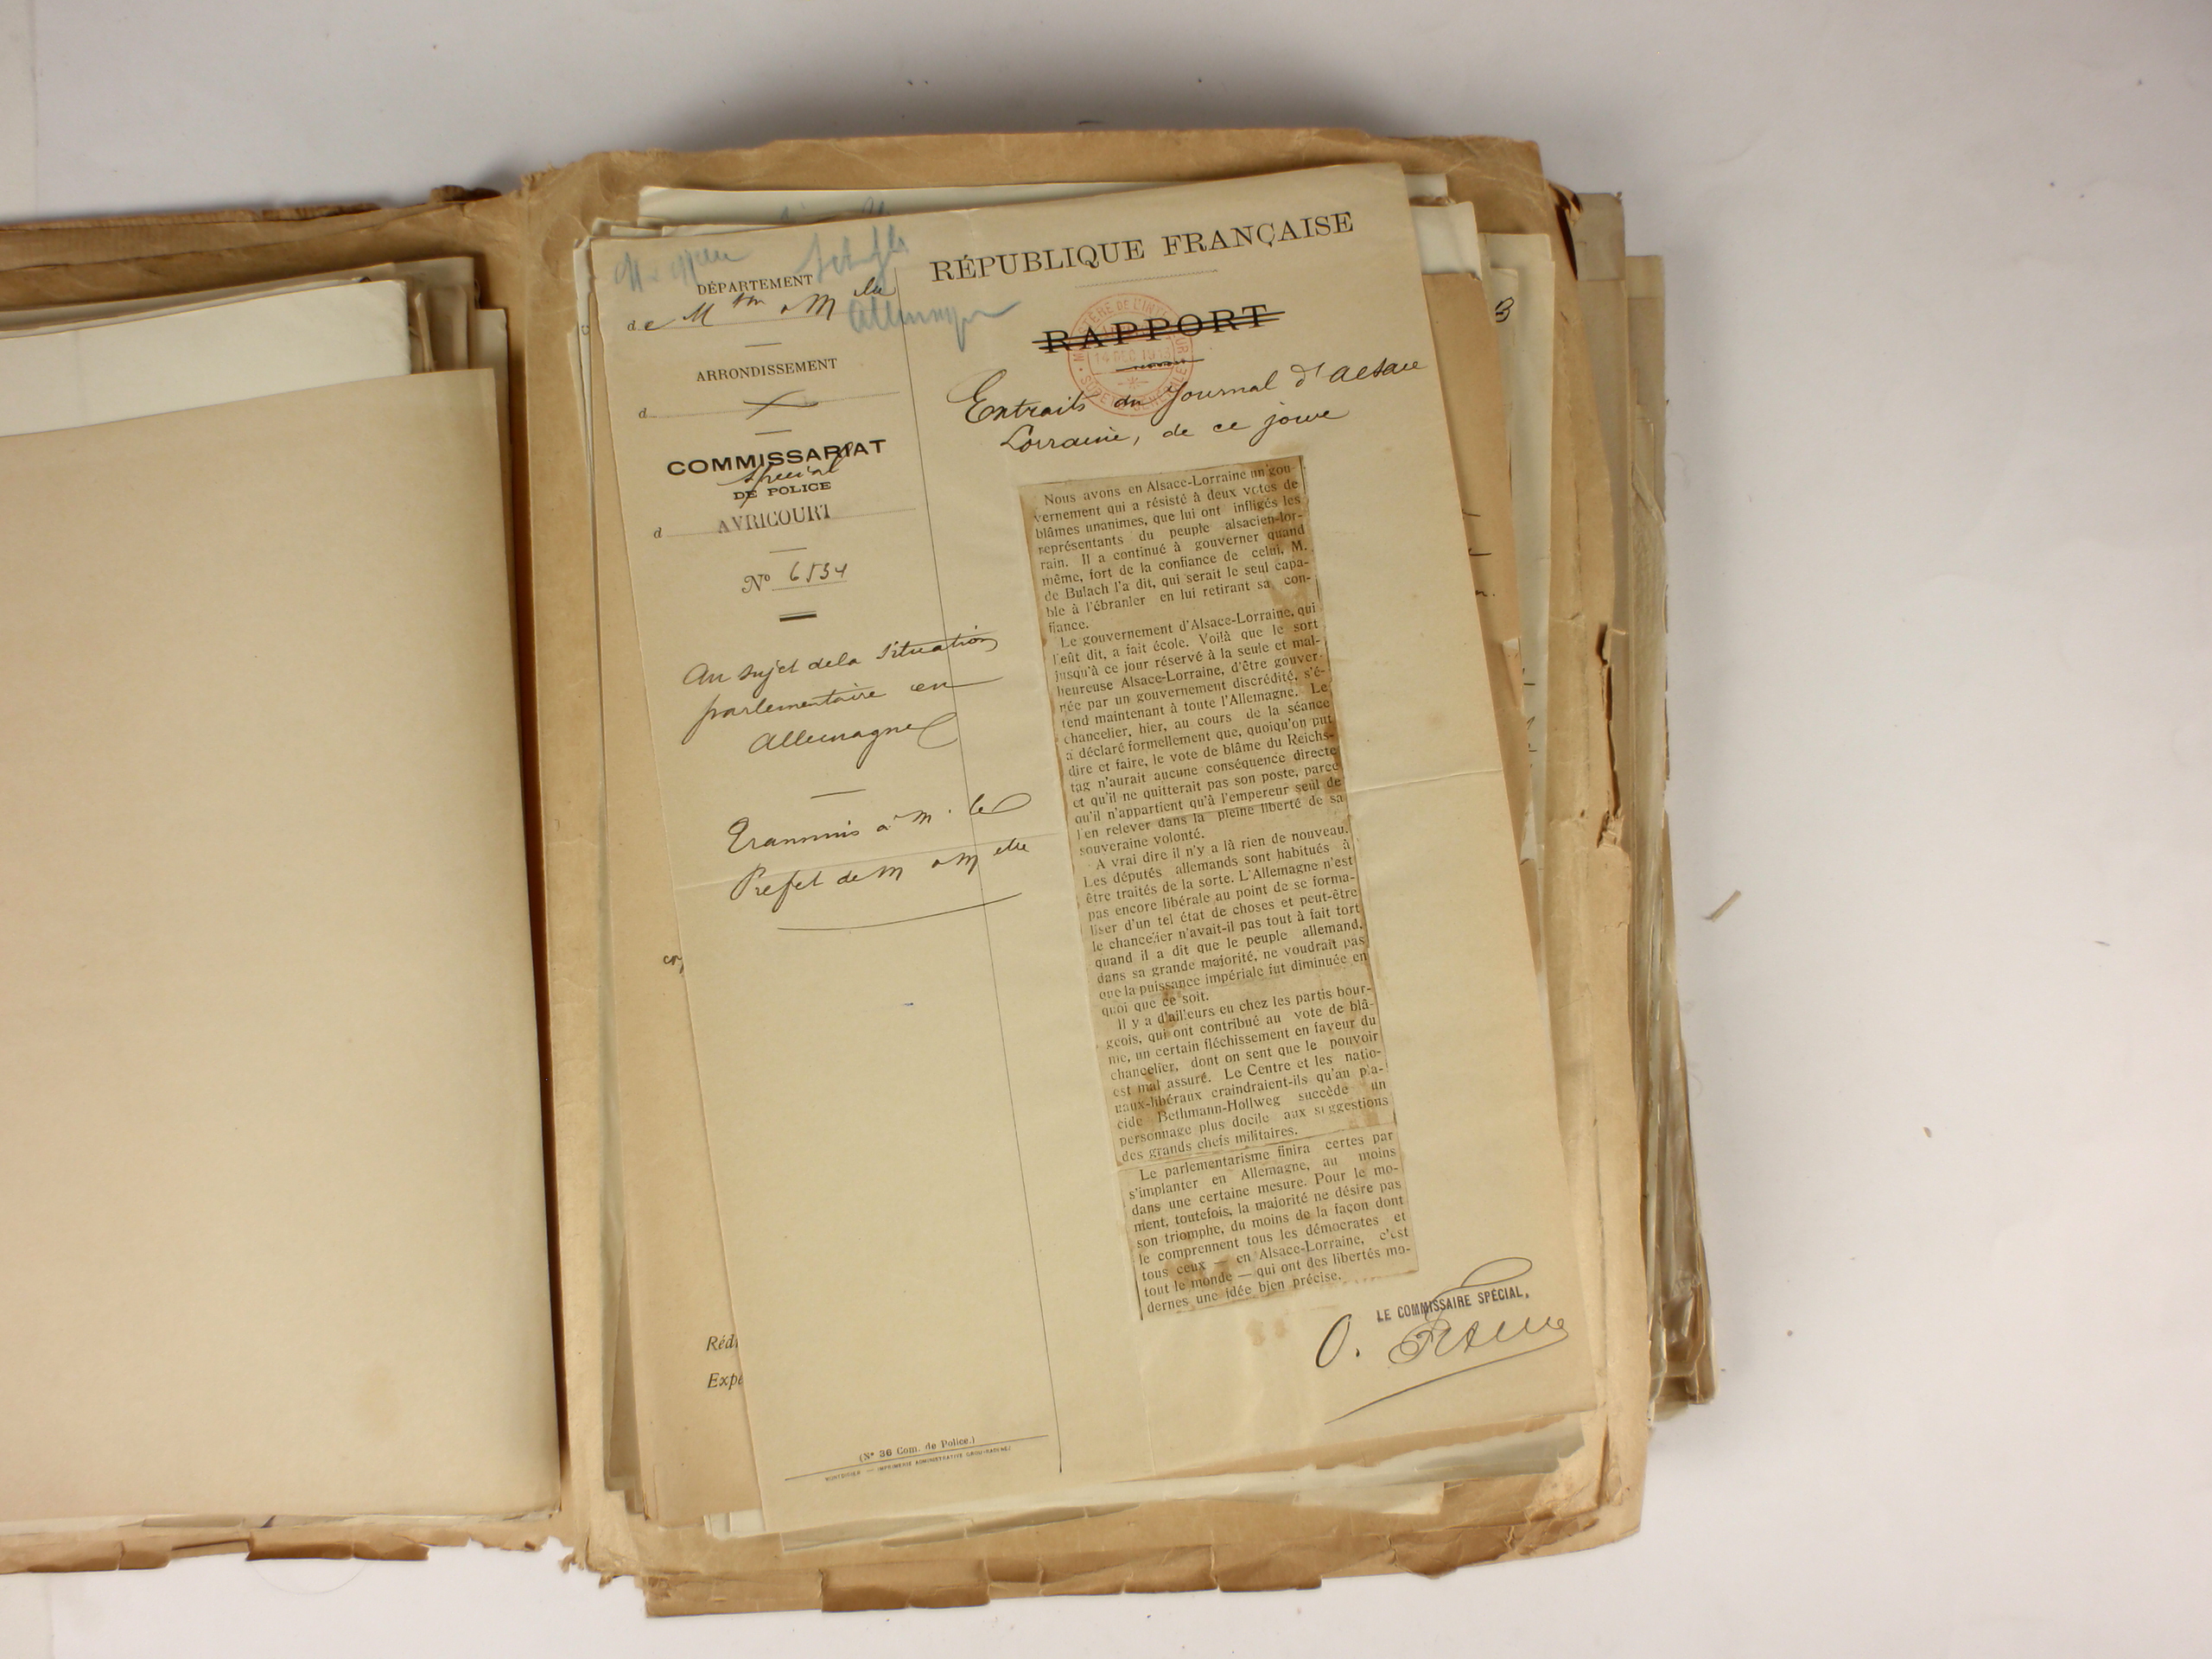 DÉPARTEMENT
de Mthe & Mlle
Allemagne
ARRONDISSEMENT
d
COMMISSARIAT
Spécial
DE POLICE
d AVRICOURT
N° 6534
Au sujet de la situation
parlementaire en
Allemagne
Transmis à M. le
Préfet de M & Melle
(N° 36 Com. de Police.)
RÉPUBLIQUE FRANÇAISE
RAPPORT
MINISTÈRE DE L'INTÉRIEUR
14 DEC 1913
SURETÉ GÉNÉRALE
Extraits du Journal d'Alsace
Lorraine, de ce jour
Nous avons en Alsace-Lorraine un gou-
vernement qui a résisté à deux votes de
blâmes unanimes, que lui ont infligés les
représentants du peuple alsacien-lor-
rain. Il a continué à gouverner quand
même, fort de la confiance de celui, M.
de Bulach l'a dit, qui serait le seul capa-
ble à l'ébranler en lui retirant sa con-
fiance.
Le gouvernement d'Alsace-Lorraine, qui
l'eût dit, a fait école. Voilà que le sort
jusqu'à ce jour réservé à la seule et mal-
heureuse Alsace-Lorraine, d'être gouver-
née par un gouvernement discrédité, s'é-
tend maintenant à toute l'Allemagne. Le
chancelier, hier, au cours de la séance
a déclaré formellement que, quoiqu'on put
dire et faire, le vote de blâme du Reichs-
tag n'aurait aucune conséquence directe
et qu'il ne quitterait pas son poste, parce
qu'il n'appartient qu'à l'empereur seul de
l'en relever dans la pleine liberté de sa
souveraine volonté.
A vrai dire il n'y a là rien de nouveau.
Les députés allemands sont habitués à
être traités de la sorte. L'Allemagne n'est
pas encore libérale au point de se forma-
liser d'un tel état de choses et peut-être
le chancelier n'avait-il pas tout à fait tort
quand il a dit que le peuple allemand,
dans sa grande majorité, ne voudrait pas
que la puissance impériale fut diminuée en
quoi que ce soit.
Il y a d'ailleurs eu chez les partis bour-
geois, qui ont contribué au vote de blâ-
me, un certain fléchissement en faveur du
chancelier, dont on sent que le pouvoir
est mal assuré. Le Centre et les natio-
naux-libéraux craindraient-ils qu'au pla-
cide Bethmann-Hollweg succède un
personnage plus docile aux suggestions
des grands chefs militaires.
Le parlementarisme finira certes par
s'implanter en Allemagne, au moins
dans une certaine mesure. Pour le mo-
ment, toutefois, la majorité ne désire pas
son triomphe, du moins de la façon dont
le comprennent tous les démocrates et
tous ceux — en Alsace-Lorraine, c'est
tout le monde — qui ont des libertés mo-
dernes une idée bien précise.
LE COMMISSAIRE SPÉCIAL,
O.
Réd
Expé